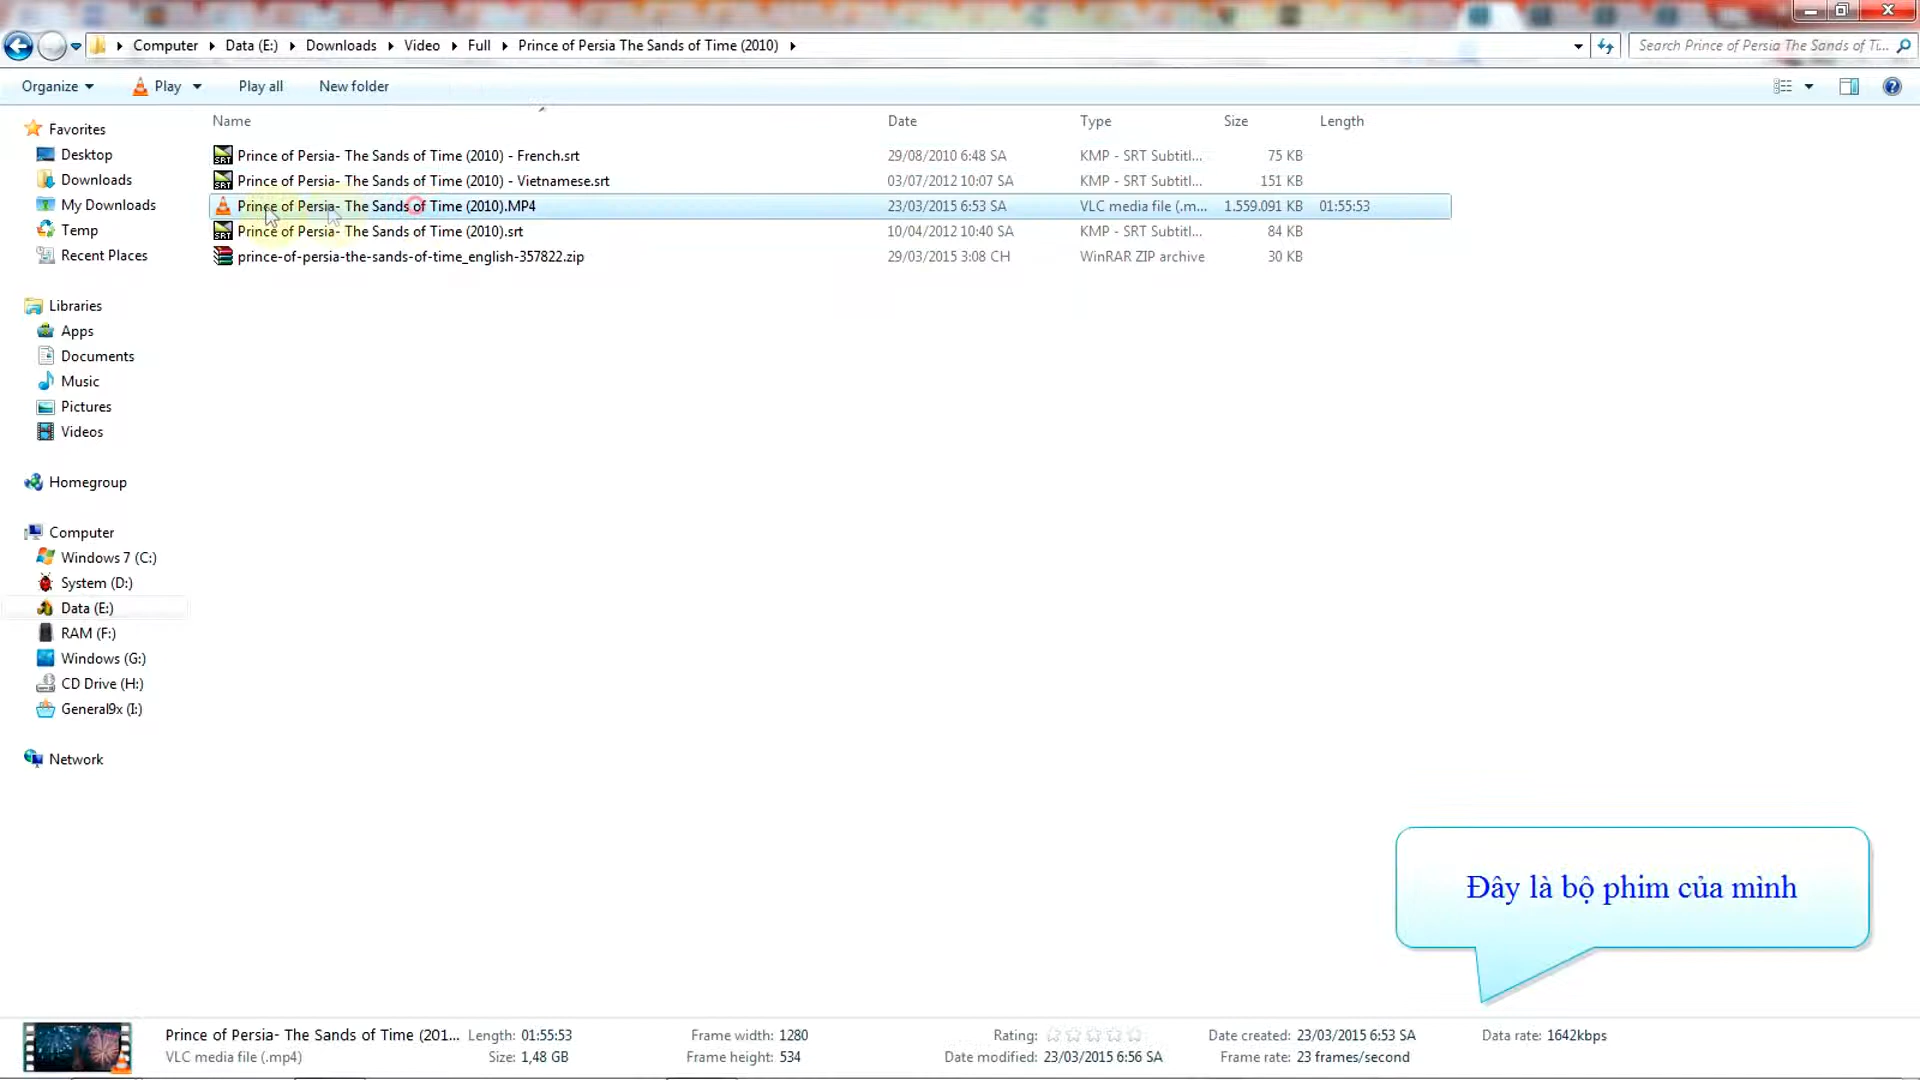 Computer Data (E:) Downloads Video Full Prince of Persia The Sands of Time (2010)
Search Prince of Persia The Sands of Ti...
Organize Play Play all New folder
Name Date Type Size Length
Prince of Persia- The Sands of Time (2010) - French.srt 29/08/2010 6:48 SA KMP - SRT Subtitl... 75 KB
Prince of Persia- The Sands of Time (2010) - Vietnamese.srt 03/07/2012 10:07 SA KMP - SRT Subtitl... 151 KB
Prince of Persia- The Sands of Time (2010).MP4 23/03/2015 6:53 SA VLC media file (.m... 1.559.091 KB 01:55:53
Prince of Persia- The Sands of Time (2010).srt 10/04/2012 10:40 SA KMP - SRT Subtitl... 84 KB
prince-of-persia-the-sands-of-time_english-357822.zip 29/03/2015 3:08 CH WinRAR ZIP archive 30 KB
Favorites
Desktop
Downloads
My Downloads
Temp
Recent Places
Libraries
Apps
Documents
Music
Pictures
Videos
Homegroup
Computer
Windows 7 (C:)
System (D:)
Data (E:)
RAM (F:)
Windows (G:)
CD Drive (H:)
General9x (I:)
Network
Đây là bộ phim của mình
Prince of Persia- The Sands of Time (201... Length: 01:55:53 Frame width: 1280 Rating: Date created: 23/03/2015 6:53 SA Data rate: 1642kbps
VLC media file (.mp4) Size: 1,48 GB Frame height: 534 Date modified: 23/03/2015 6:56 SA Frame rate: 23 frames/second